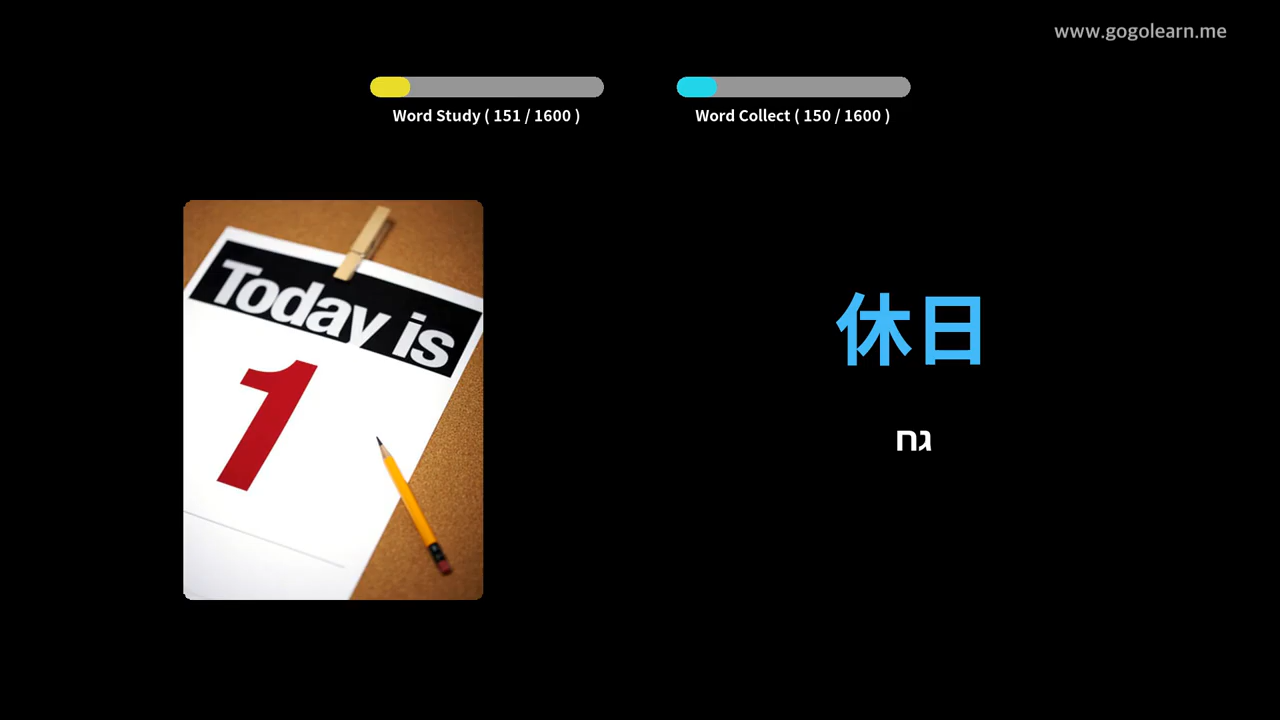 www.gogolearn.me
Word Study ( 151 / 1600 )
Word Collect ( 150 / 1600 )
Today is
1
休日
חג